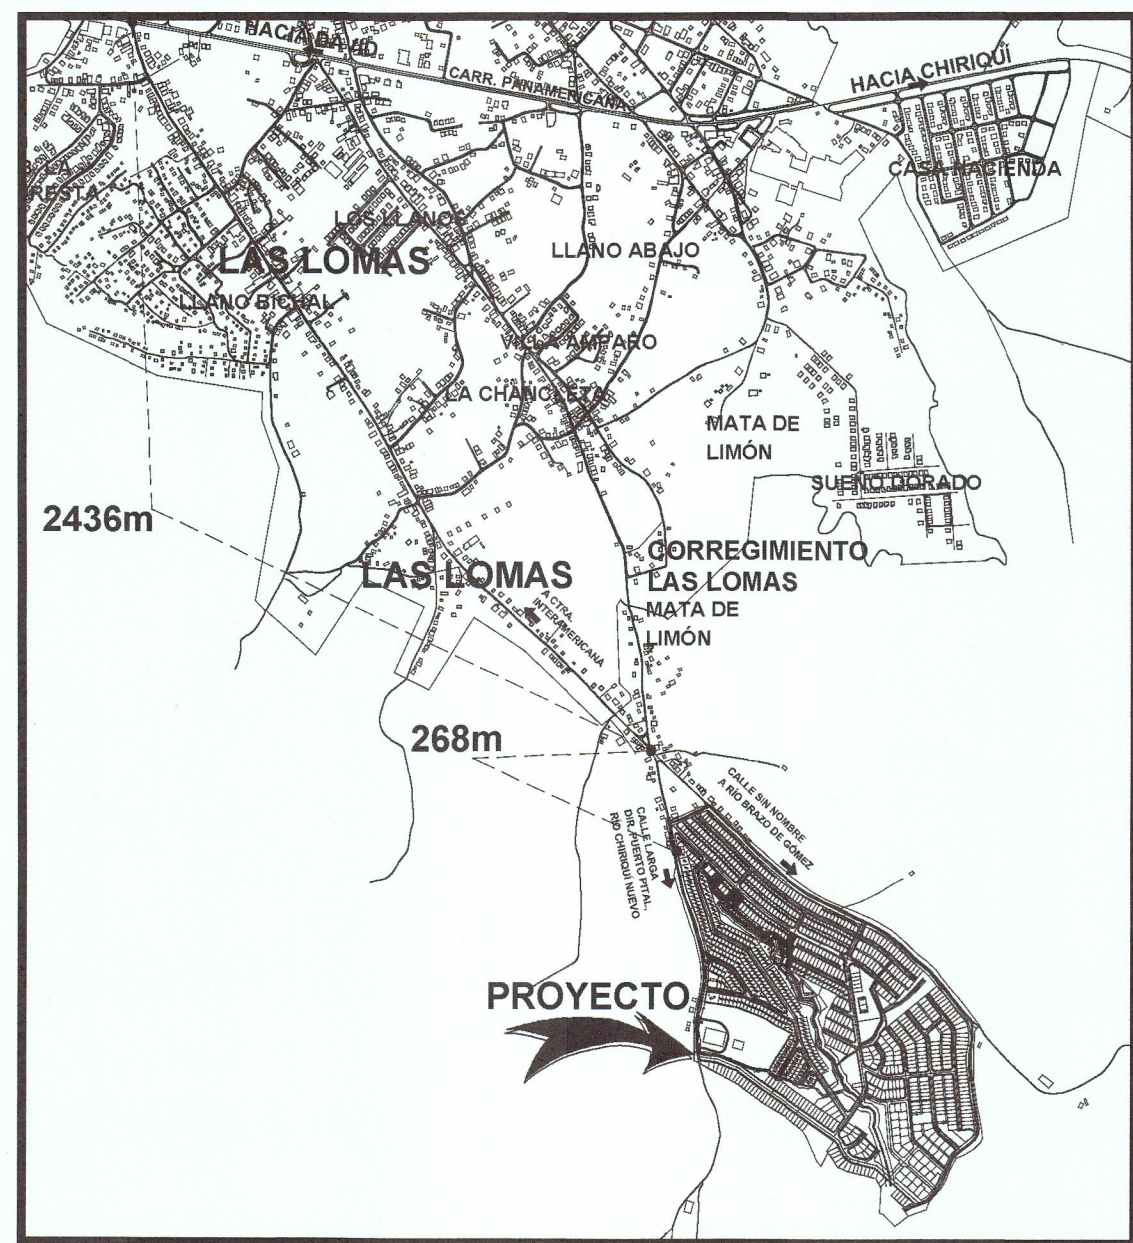 HACIA DAVID
CARR. PANAMERICANA
HACIA CHIRIQUÍ
CASA HACIENDA
LOS LLANOS
LAS LOMAS
LLANO ABAJO
LLANO BICHAL
VILLA AMPARO
LA CHANCLETA
MATA DE
LIMÓN
SUEÑO DORADO
2436m
CORREGIMIENTO
LAS LOMAS
LAS LOMAS
MATA DE
LIMÓN
A CTRA.
INTERAMERICANA
268m
CALLE SIN NOMBRE
A RÍO BRAZO DE GÓMEZ
CALLE LARGA
DIR. PUERTO PITAL,
RÍO CHIRIQUÍ NUEVO
PROYECTO